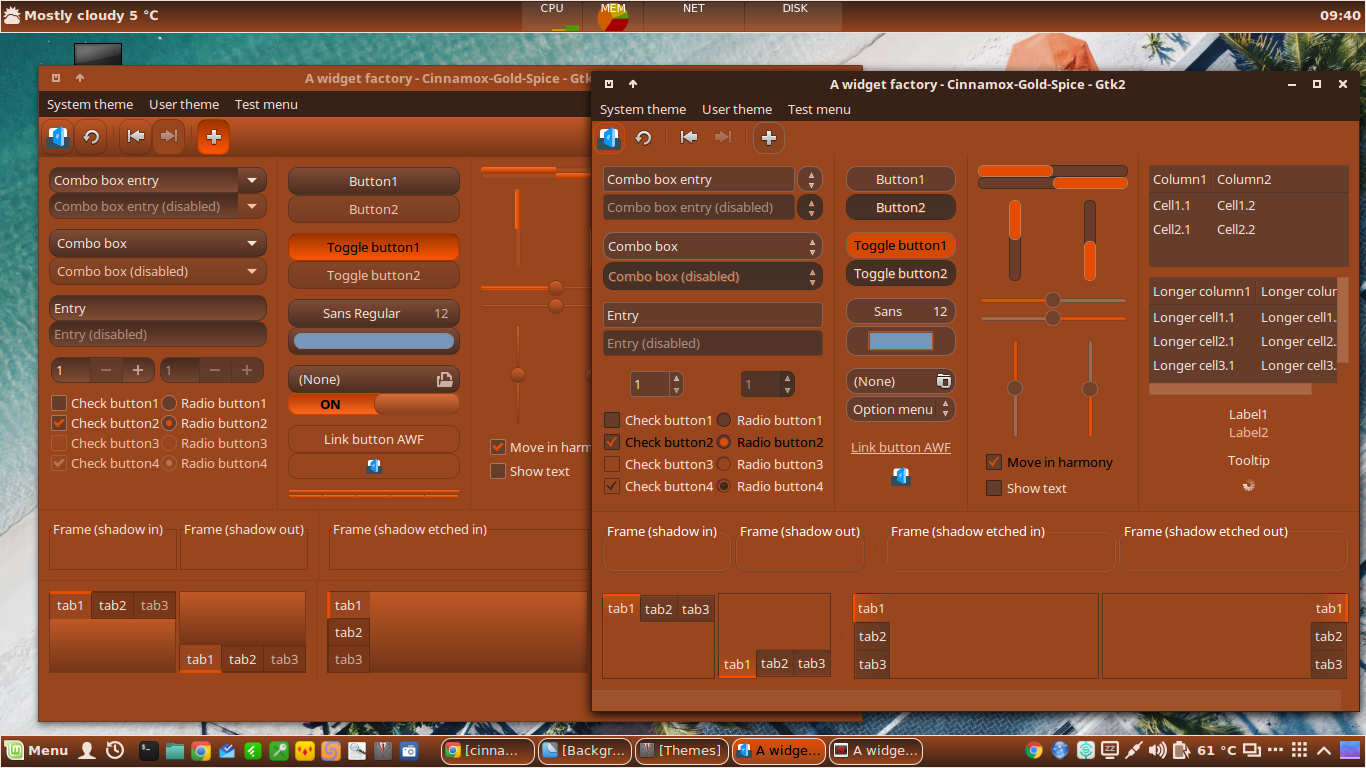 Mostly cloudy 5 °C
CPU
MEM
NET
DISK
09:40
A widget factory - Cinnamox-Gold-Spice - Gtk
System theme
User theme
Test menu
Combo box entry
Combo box entry (disabled)
Combo box
Combo box (disabled)
Entry
Entry (disabled)
1
1
Check button1
Radio button1
Check button2
Radio button2
Check button3
Radio button3
Check button4
Radio button4
Button1
Button2
Toggle button1
Toggle button2
Sans Regular 12
(None)
ON
Link button AWF
Move in harm
Show text
Frame (shadow in)
Frame (shadow out)
Frame (shadow etched in)
tab1 tab2 tab3
tab1 tab2 tab3
tab1
tab2
tab3
A widget factory - Cinnamox-Gold-Spice - Gtk2
System theme
User theme
Test menu
Combo box entry
Combo box entry (disabled)
Combo box
Combo box (disabled)
Entry
Entry (disabled)
1
1
Check button1
Radio button1
Check button2
Radio button2
Check button3
Radio button3
Check button4
Radio button4
Button1
Button2
Toggle button1
Toggle button2
Sans 12
(None)
Option menu
Link button AWF
Move in harmony
Show text
Column1 Column2
Cell1.1 Cell1.2
Cell2.1 Cell2.2
Longer column1 Longer colur
Longer cell1.1 Longer cell1.
Longer cell2.1 Longer cell2.
Longer cell3.1 Longer cell3.
Label1
Label2
Tooltip
Frame (shadow in)
Frame (shadow out)
Frame (shadow etched in)
Frame (shadow etched out)
tab1 tab2 tab3
tab1 tab2 tab3
tab1
tab2
tab3
tab1
tab2
tab3
Menu
[cinna...
[Backgr...
[Themes]
A widge...
A widge...
61 °C